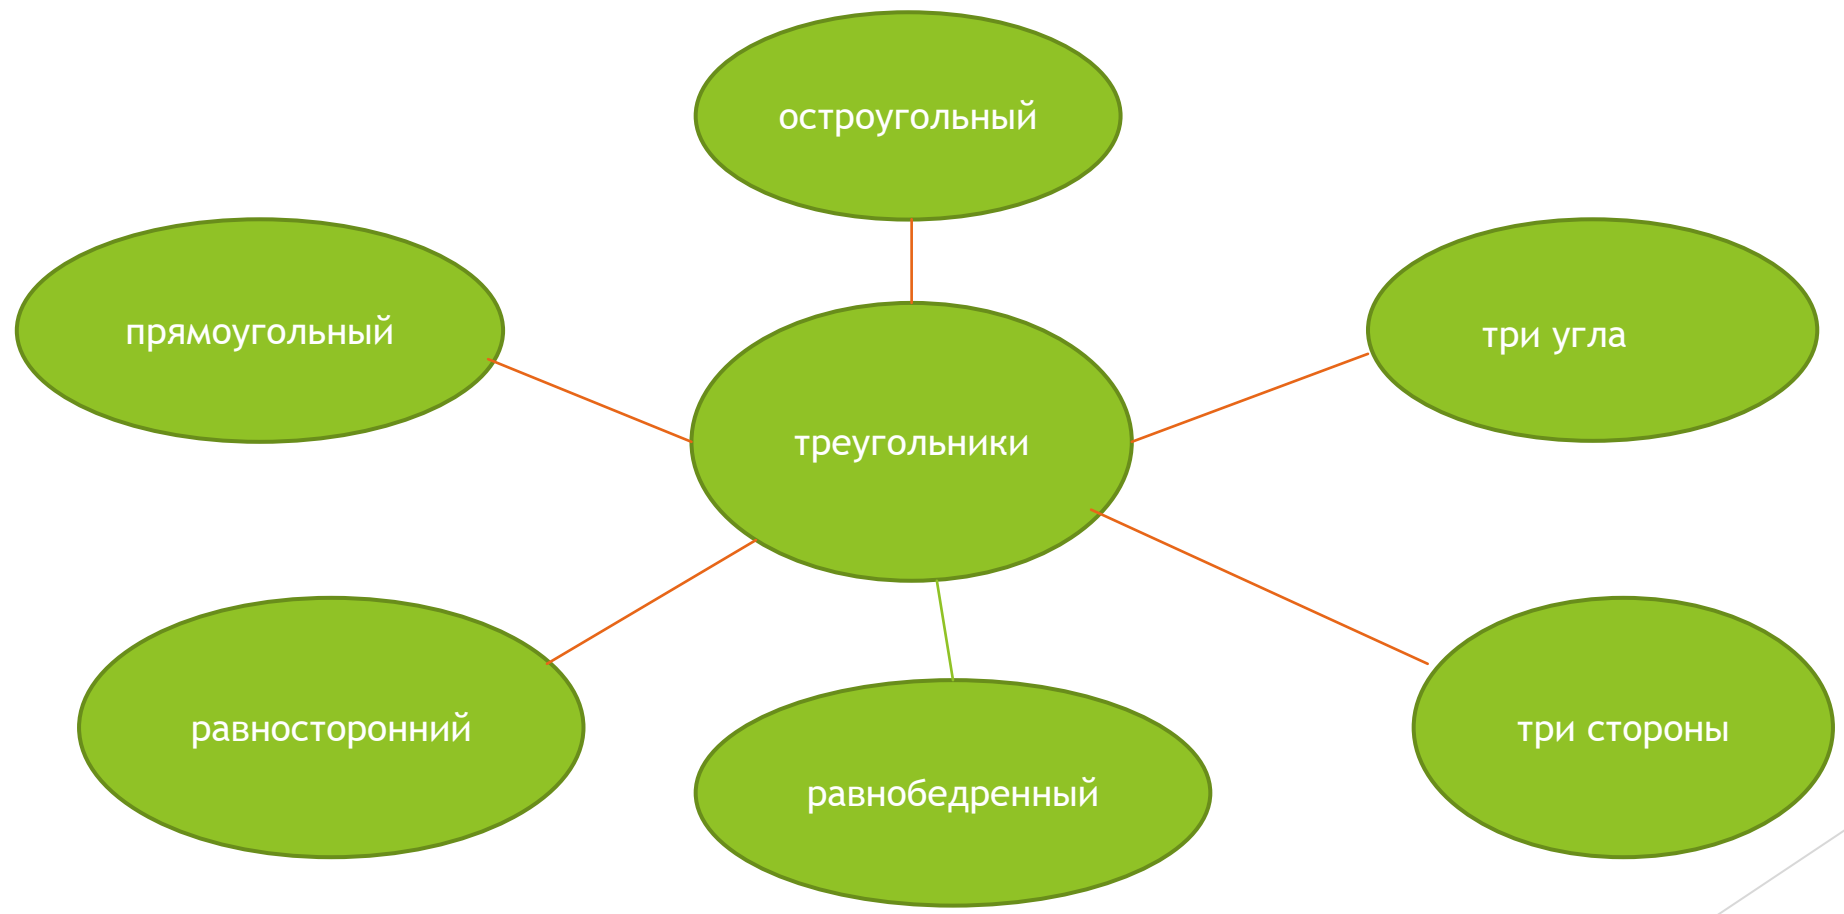 остроугольный
прямоугольный
три угла
треугольники
равносторонний
три стороны
равнобедренный